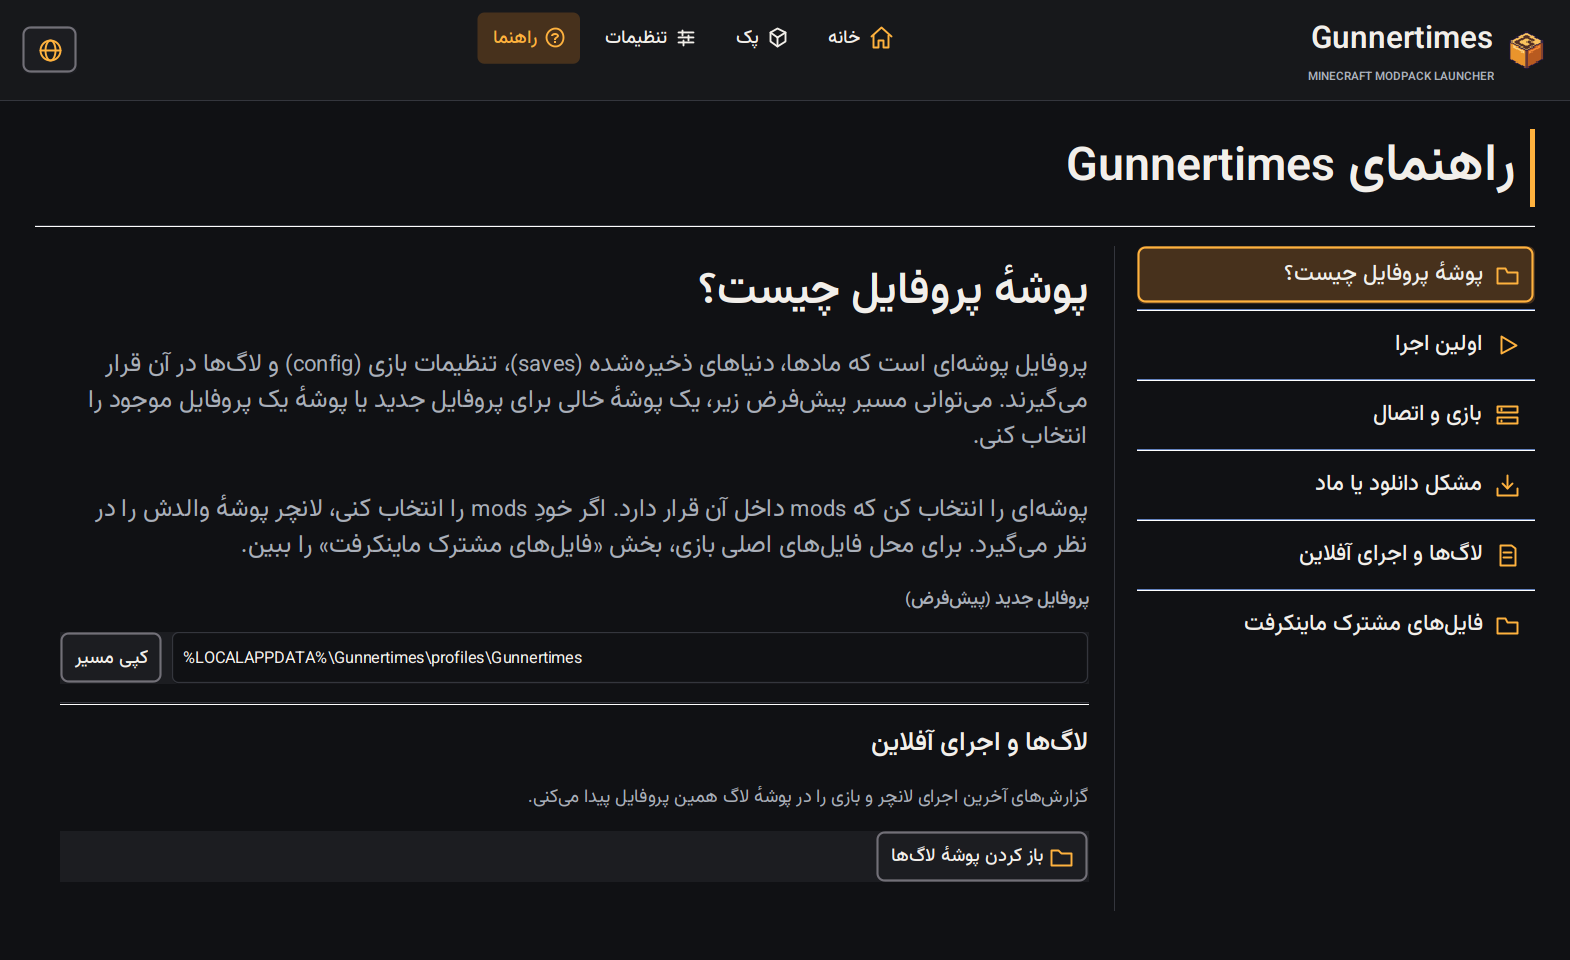 Gunnertimes
MINECRAFT MODPACK LAUNCHER
خانه
پک
تنظیمات
راهنما
راهنمای Gunnertimes
پوشهٔ پروفایل چیست؟
اولین اجرا
بازی و اتصال
مشکل دانلود یا ماد
لاگ‌ها و اجرای آفلاین
فایل‌های مشترک ماینکرفت
پوشهٔ پروفایل چیست؟
پروفایل پوشه‌ای است که مادها، دنیاهای ذخیره‌شده (saves)، تنظیمات بازی (config) و لاگ‌ها در آن قرار
می‌گیرند. می‌توانی مسیر پیش‌فرض زیر، یک پوشهٔ خالی برای پروفایل جدید یا پوشهٔ یک پروفایل موجود را
انتخاب کنی.
پوشه‌ای را انتخاب کن که mods داخل آن قرار دارد. اگر خودِ mods را انتخاب کنی، لانچر پوشهٔ والدش را در
نظر می‌گیرد. برای محل فایل‌های اصلی بازی، بخش «فایل‌های مشترک ماینکرفت» را ببین.
پروفایل جدید (پیش‌فرض)
%LOCALAPPDATA%\Gunnertimes\profiles\Gunnertimes
کپی مسیر
لاگ‌ها و اجرای آفلاین
گزارش‌های آخرین اجرای لانچر و بازی را در پوشهٔ لاگ همین پروفایل پیدا می‌کنی.
باز کردن پوشهٔ لاگ‌ها